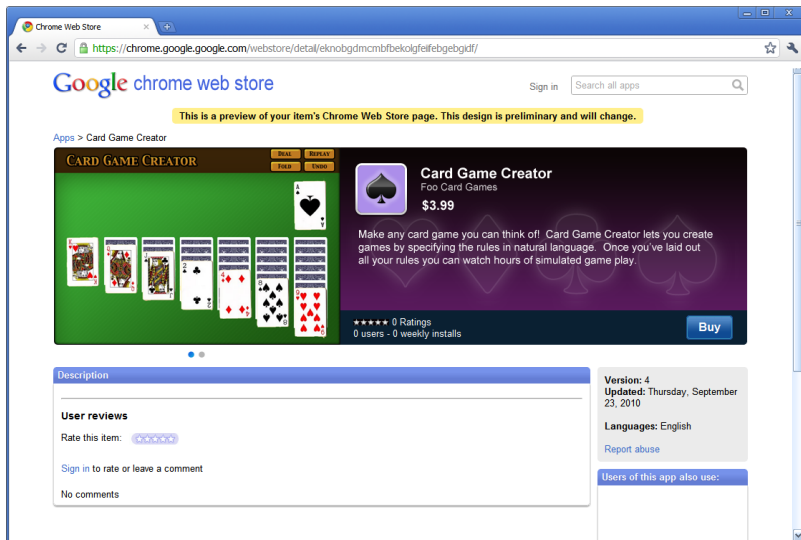 Chrome Web Store
https://chrome.google.google.com/webstore/detail/eknobgdmcmbfbekolgfeifebgebgidf/
Google chrome web store
Sign in
Search all apps
This is a preview of your item's Chrome Web Store page. This design is preliminary and will change.
Apps > Card Game Creator
CARD GAME CREATOR
DEAL
REPLAY
FOLD
UNDO
Card Game Creator
Foo Card Games
$3.99
Make any card game you can think of! Card Game Creator lets you create
games by specifying the rules in natural language. Once you've laid out
all your rules you can watch hours of simulated game play.
0 Ratings
0 users - 0 weekly installs
Buy
Description
User reviews
Rate this item:
Sign in to rate or leave a comment
No comments
Version: 4
Updated: Thursday, September
23, 2010
Languages: English
Report abuse
Users of this app also use: